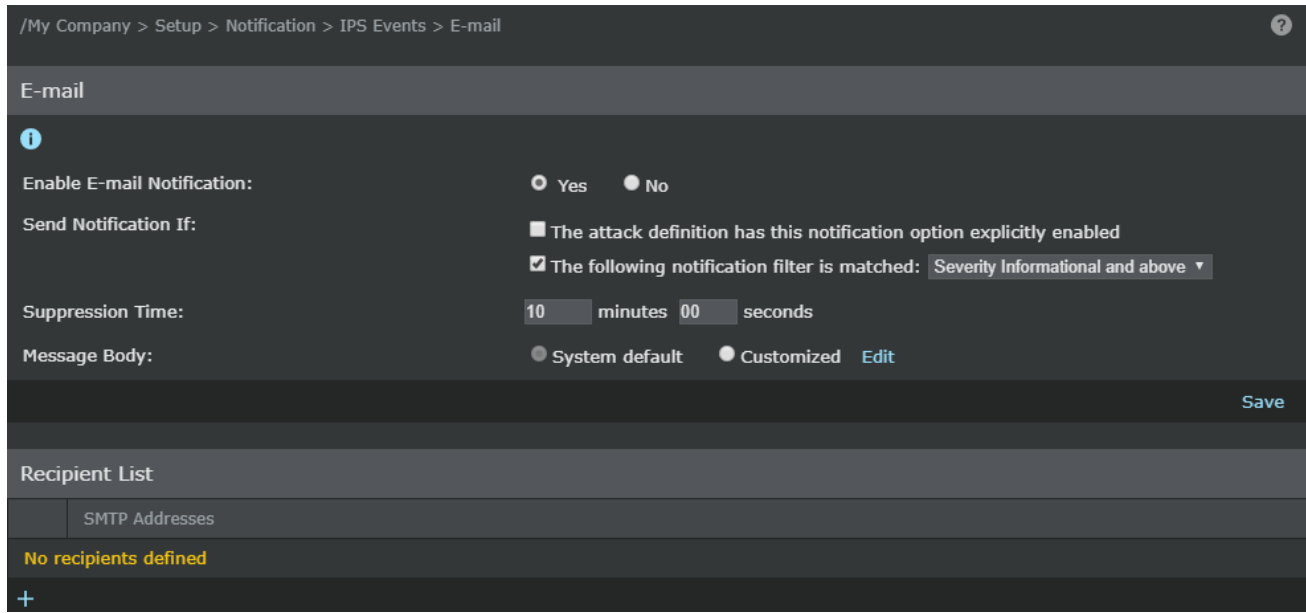 /My Company > Setup > Notification > IPS Events > E-mail
?
E-mail
i
Enable E-mail Notification: Yes No
Send Notification If: The attack definition has this notification option explicitly enabled
The following notification filter is matched: Severity Informational and above
Suppression Time: 10 minutes 00 seconds
Message Body: System default Customized Edit
Save
Recipient List
SMTP Addresses
No recipients defined
+